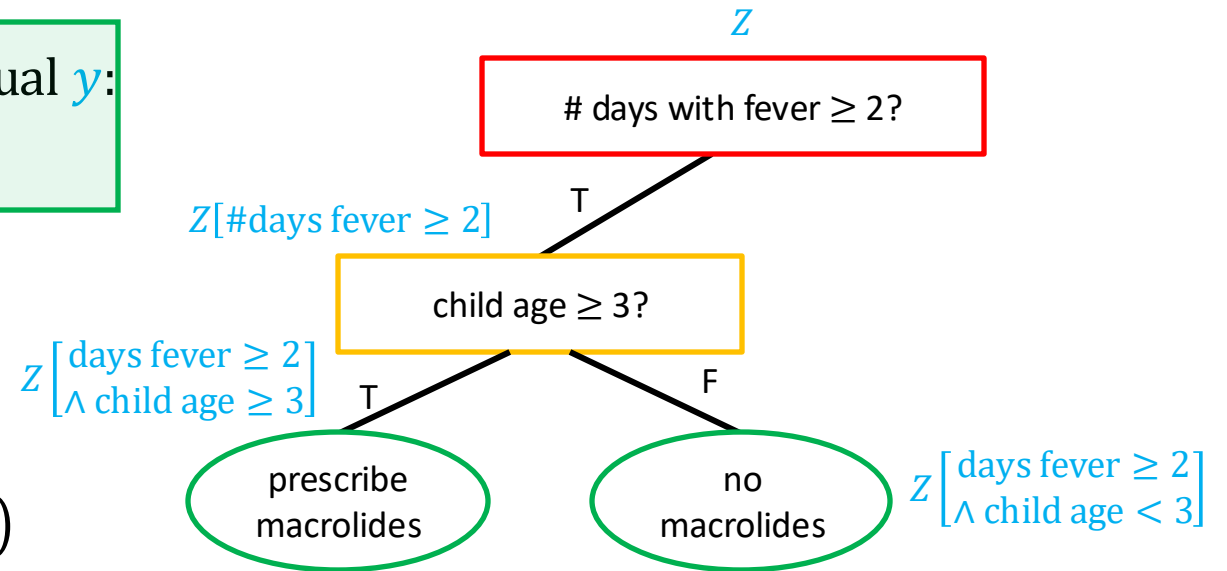 Z
ual y:
# days with fever ≥ 2?
T
Z[#days fever ≥ 2]
child age ≥ 3?
Z[days fever ≥ 2
∧ child age ≥ 3]
T
F
prescribe
macrolides
no
macrolides
Z[days fever ≥ 2
∧ child age < 3]
)